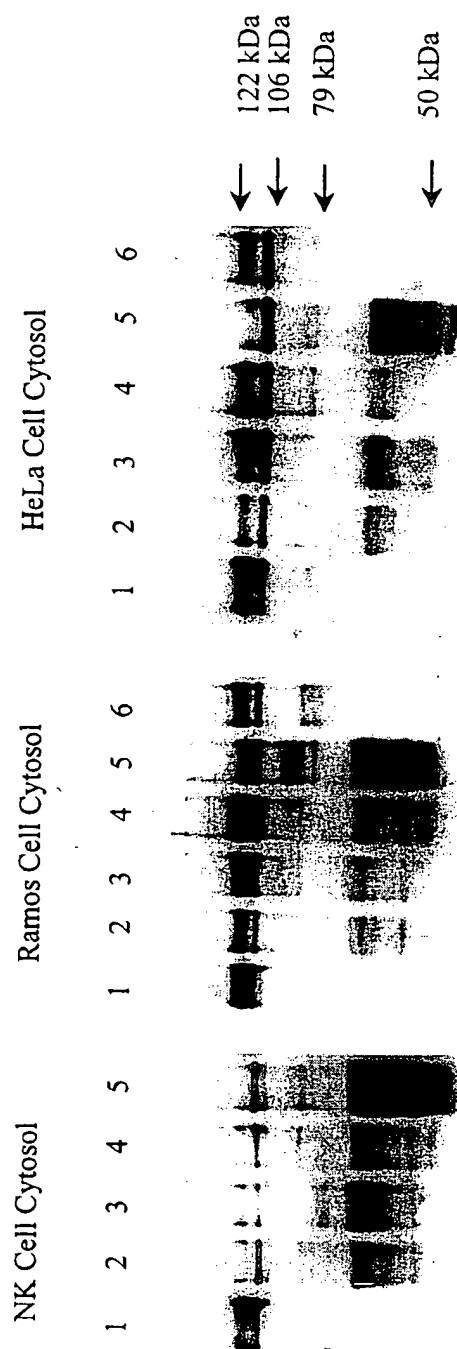 NK Cell Cytosol
1 2 3 4 5
Ramos Cell Cytosol
1 2 3 4 5 6
HeLa Cell Cytosol
1 2 3 4 5 6
122 kDa
106 kDa
79 kDa
50 kDa